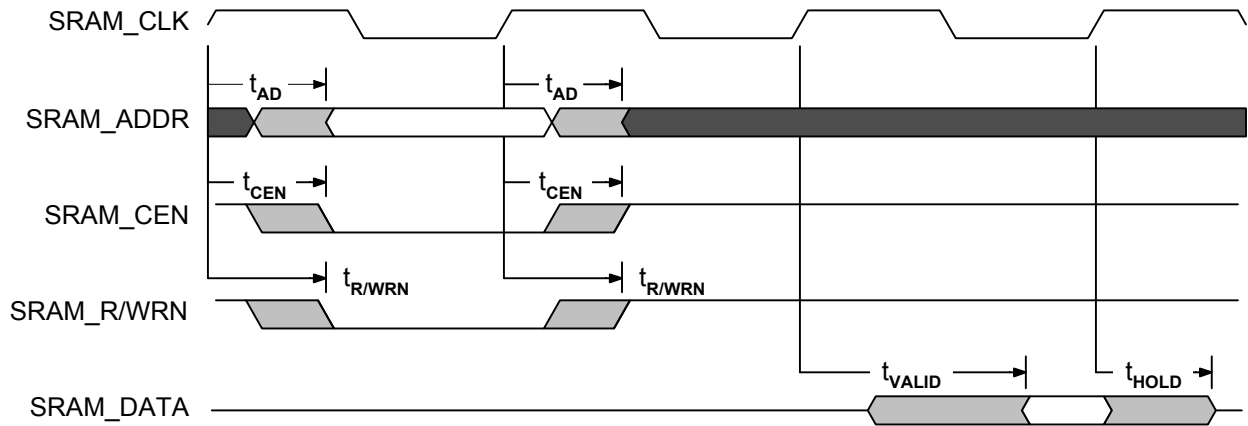 SRAM_CLK
t_AD t_AD
SRAM_ADDR
t_CEN t_CEN
SRAM_CEN
t_R/WRN t_R/WRN
SRAM_R/WRN
t_VALID t_HOLD
SRAM_DATA